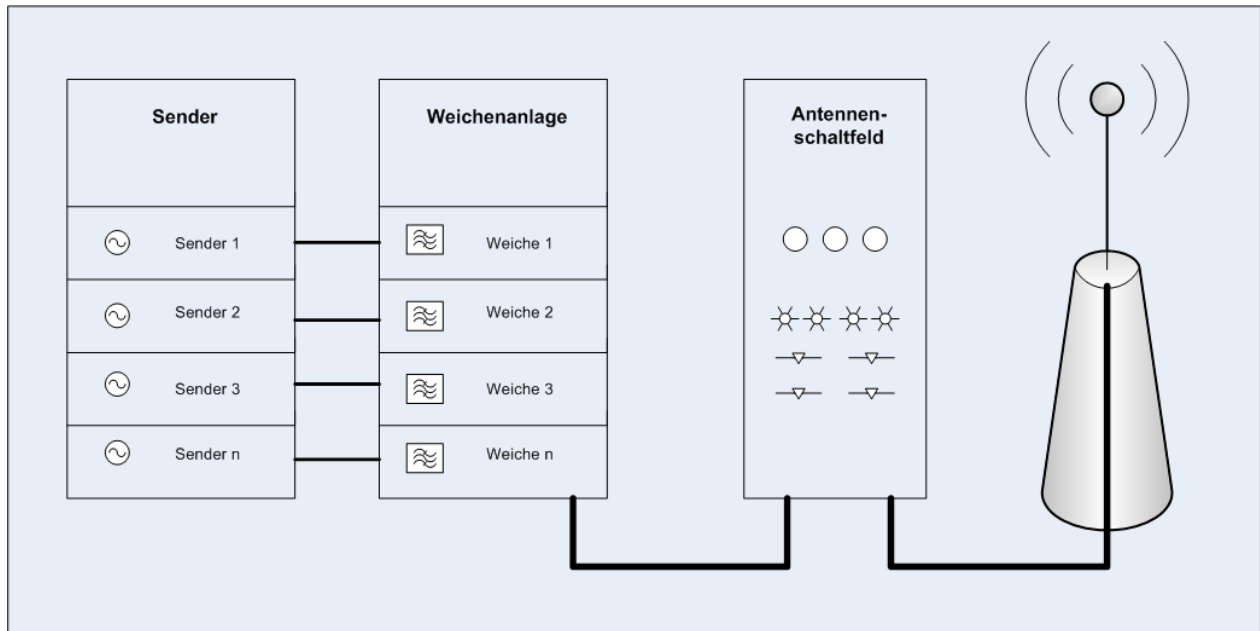 Sender
Weichenanlage
Antennen-
schaltfeld
Sender 1
Weiche 1
Sender 2
Weiche 2
Sender 3
Weiche 3
Sender n
Weiche n